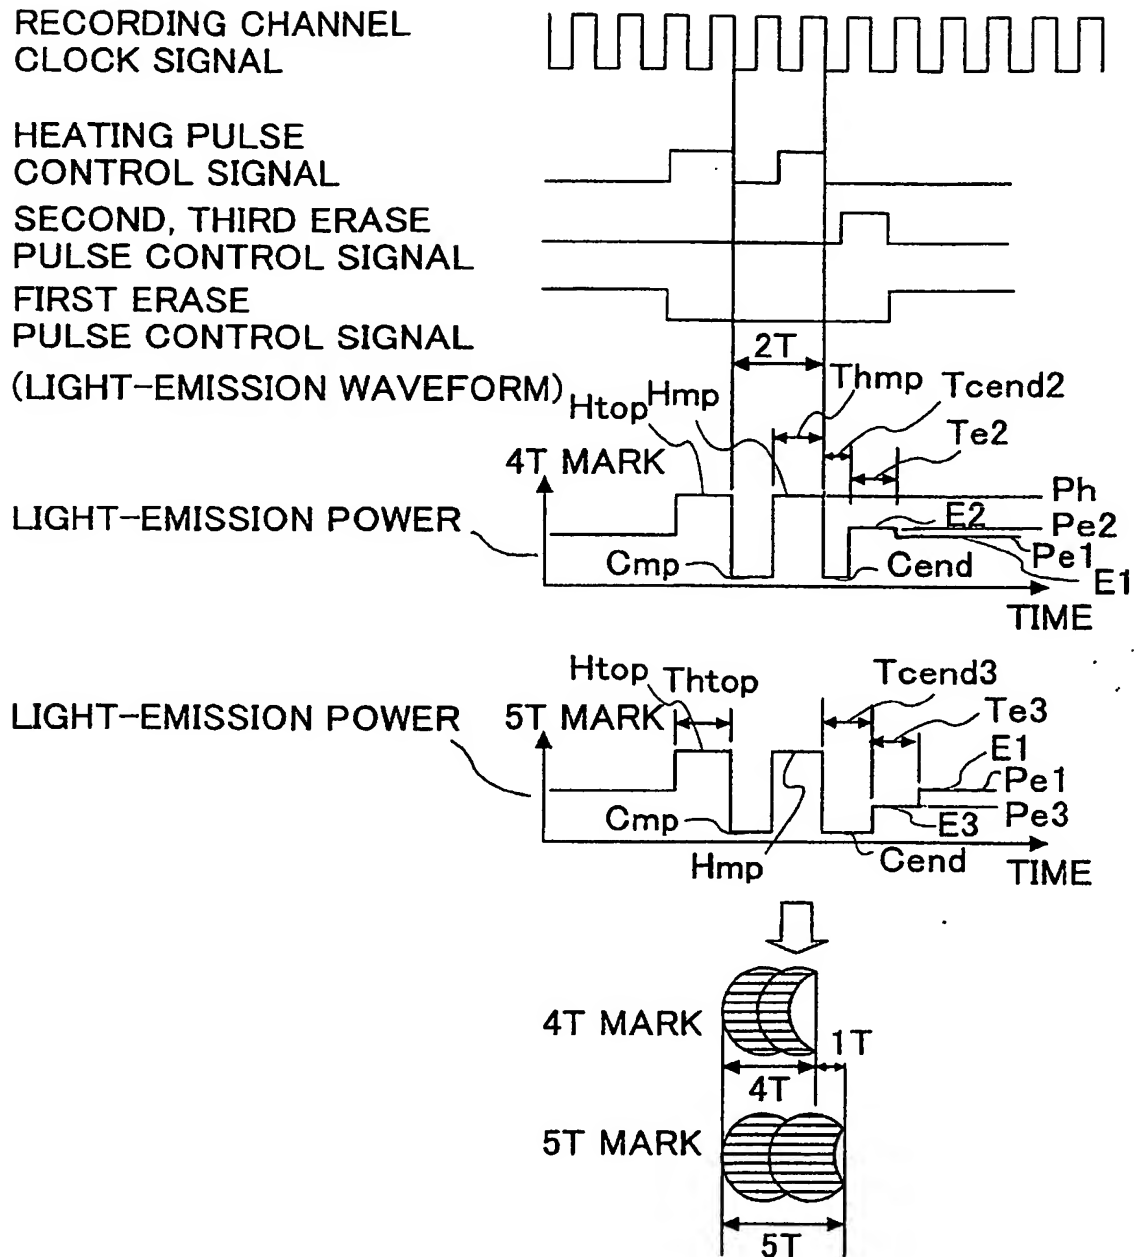 RECORDING CHANNEL
CLOCK SIGNAL
HEATING PULSE
CONTROL SIGNAL
SECOND, THIRD ERASE
PULSE CONTROL SIGNAL
FIRST ERASE
PULSE CONTROL SIGNAL
2T
(LIGHT-EMISSION WAVEFORM)
Htop
Hmp
Thmp
Tcend2
Te2
4T MARK
Ph
LIGHT-EMISSION POWER
E2
Pe2
Pe1
Cmp
Cend
E1
TIME
Htop
Thtop
Tcend3
LIGHT-EMISSION POWER
5T MARK
Te3
E1
Pe1
Cmp
E3
Pe3
Hmp
Cend
TIME
4T MARK
1T
4T
5T MARK
5T